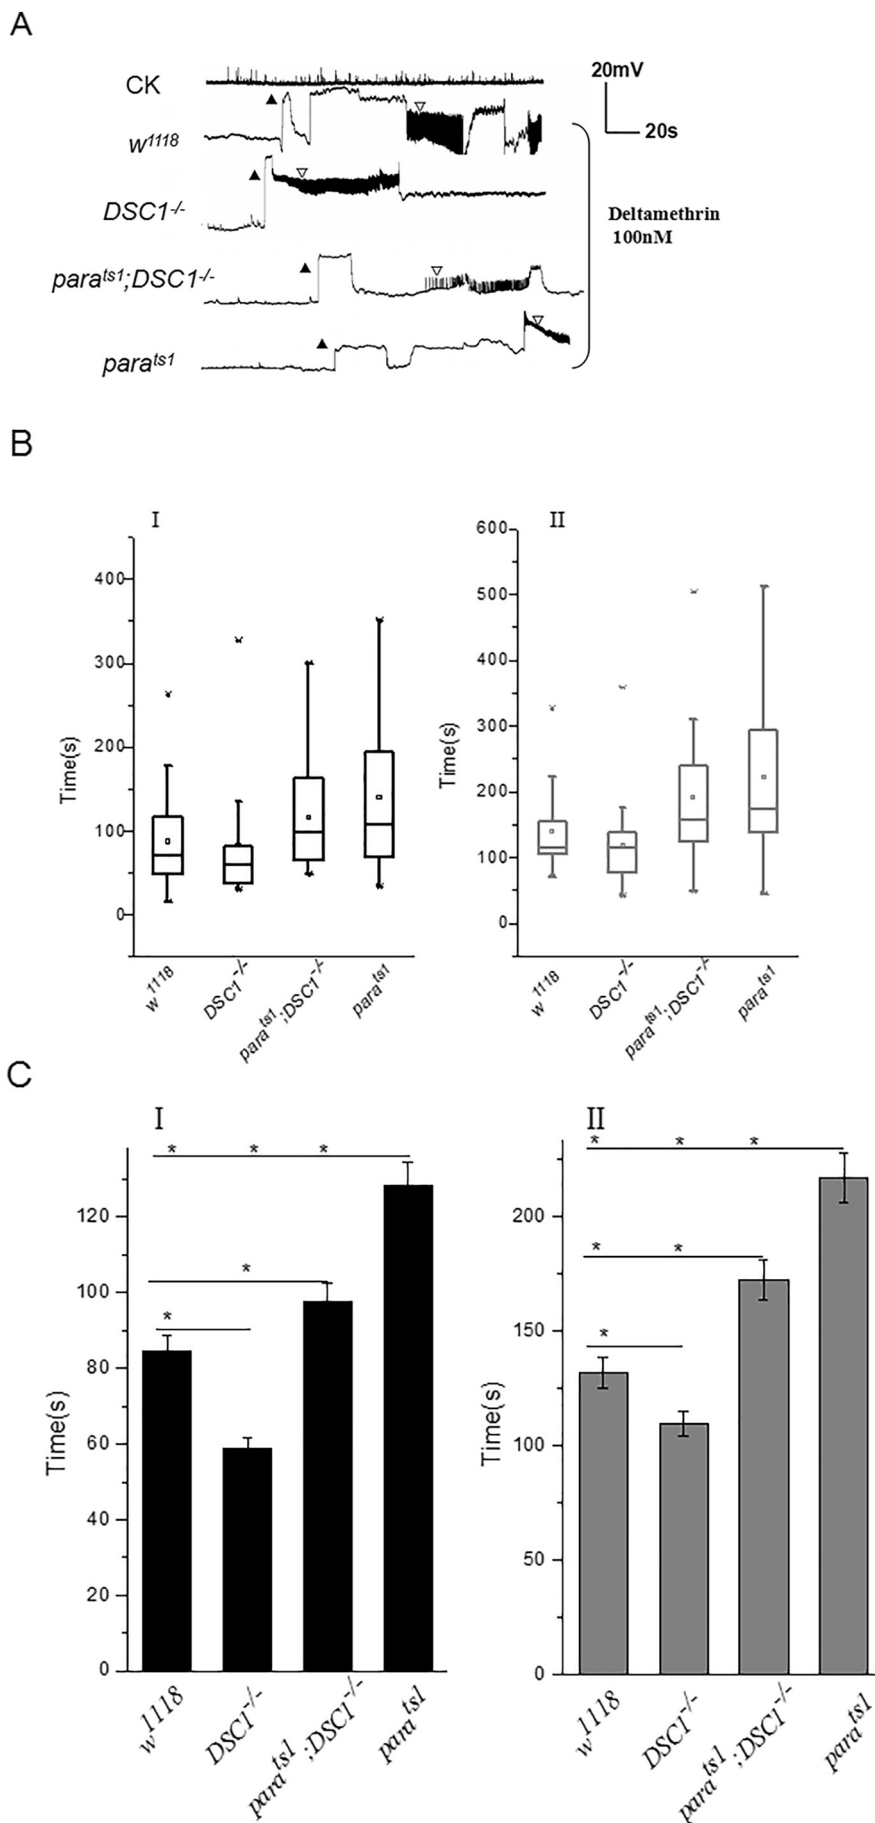 A
CK
w1118
DSC1-/-
parats1;DSC1-/-
parats1
20mV
20s
Deltamethrin
100nM
B
I
400
300
200
100
0
Time(s)
w1118
DSC1-/-
parats1;DSC1-/-
parats1
II
600
500
400
300
200
100
0
Time(s)
w1118
DSC1-/-
parats1;DSC1-/-
parats1
C
I
* * *
*
*
120
100
80
60
40
20
0
Time(s)
w1118
DSC1-/-
parats1;DSC1-/-
parats1
II
* * *
* *
*
200
150
100
50
0
Time(s)
w1118
DSC1-/-
parats1;DSC1-/-
parats1